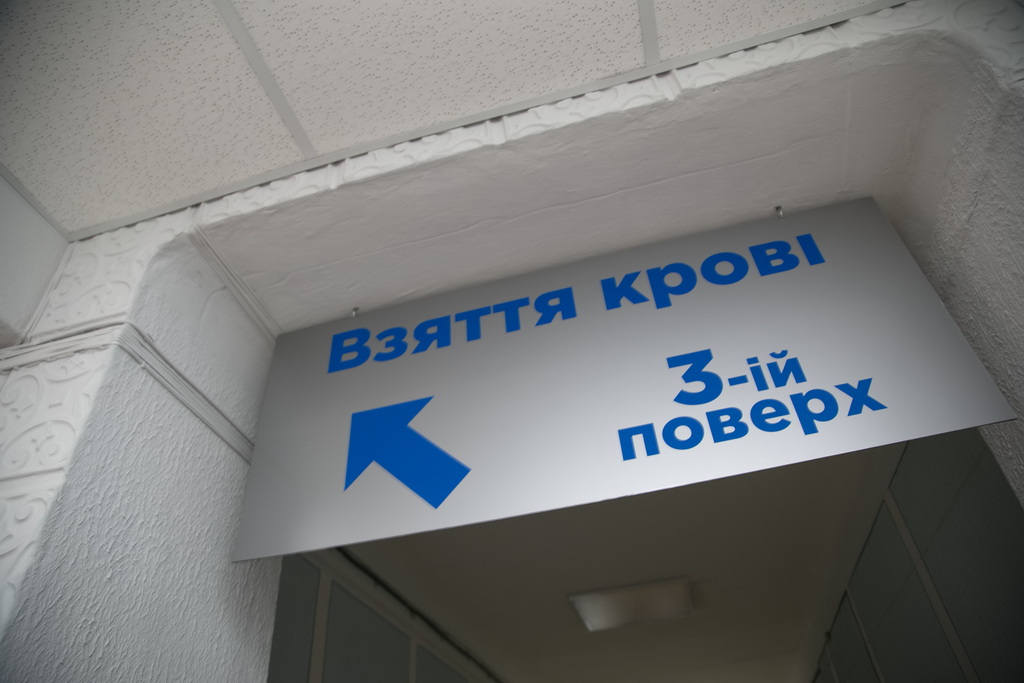 Взяття крові
3-ій
поверх